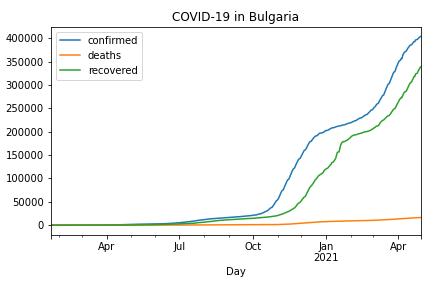 COVID-19 in Bulgaria
confirmed
deaths
recovered
400000
350000
300000
250000
200000
150000
100000
50000
0
Apr Jul Oct Jan Apr
2021
Day